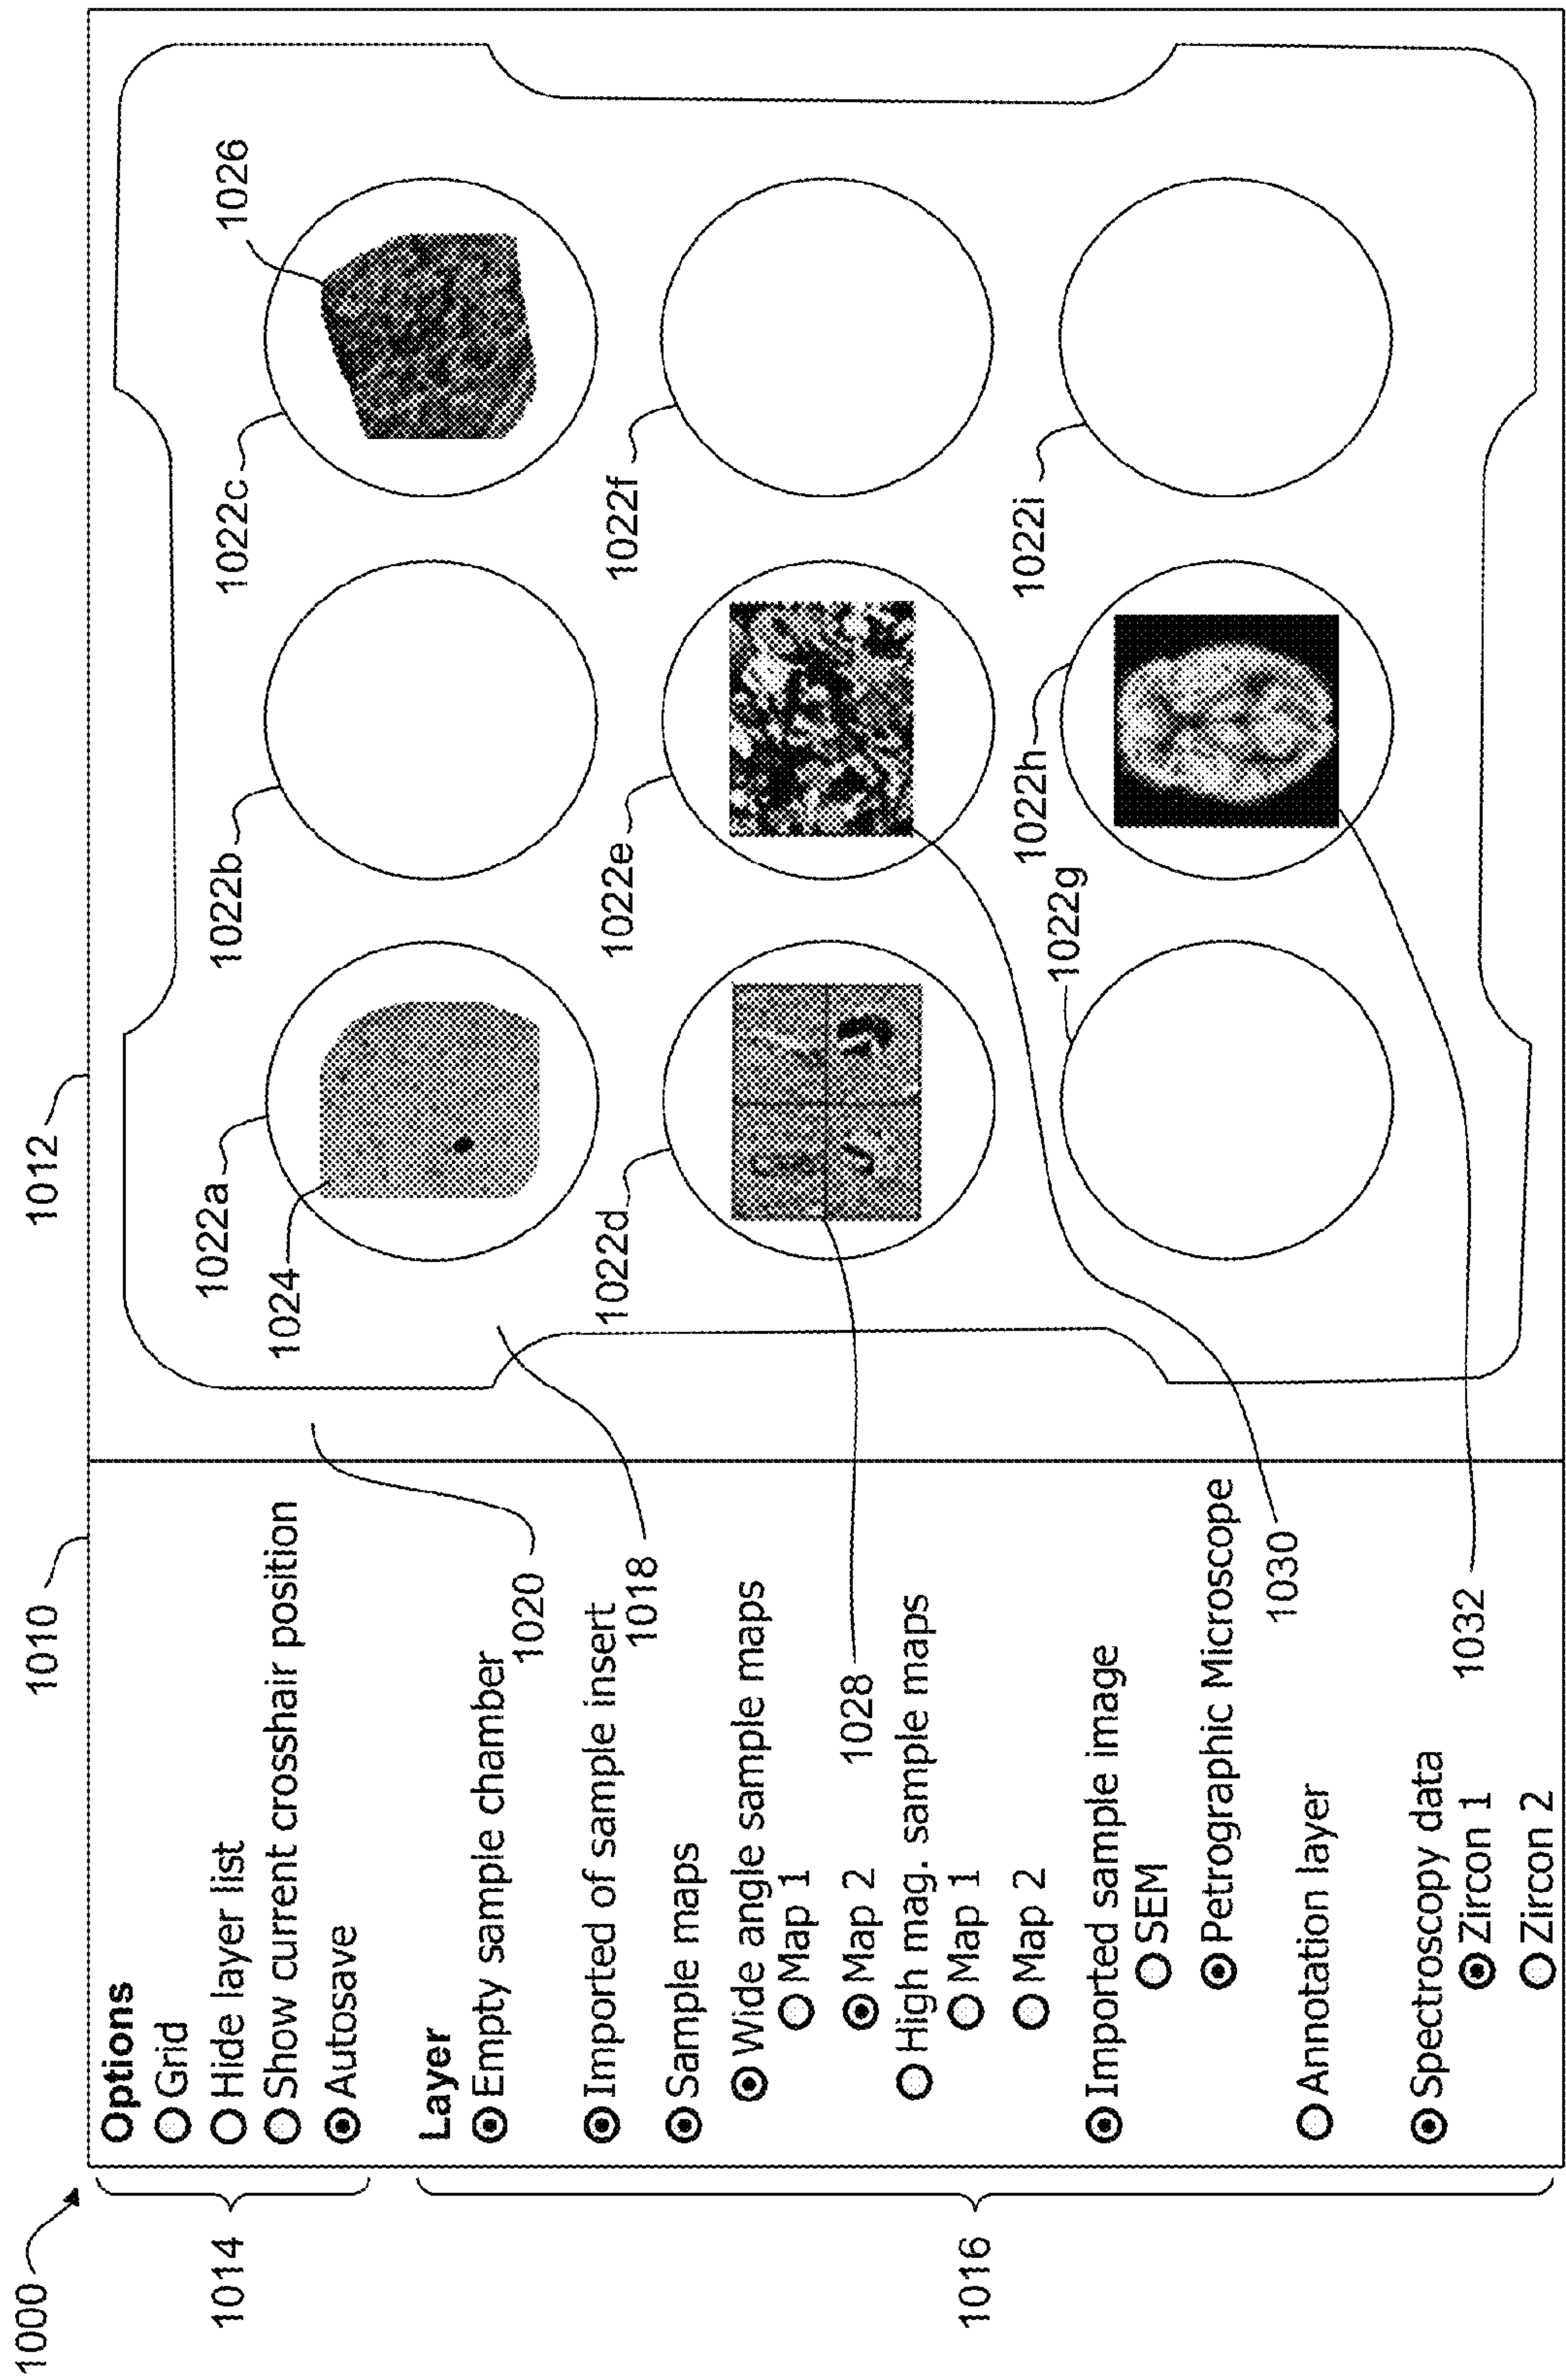 1000
1010
1012
1014
Options
Grid
Hide layer list
Show current crosshair position
Autosave
1016
Layer
Empty sample chamber
1020
Imported of sample insert
1018
Sample maps
Wide angle sample maps
Map 1
Map 2
1028
High mag. sample maps
Map 1
Map 2
Imported sample image
SEM
Petrographic Microscope
1030
Annotation layer
Spectroscopy data
Zircon 1
1032
Zircon 2
1022a
1024
1022b
1022c
1026
1022d
1022e
1022f
1022g
1022h
1022i